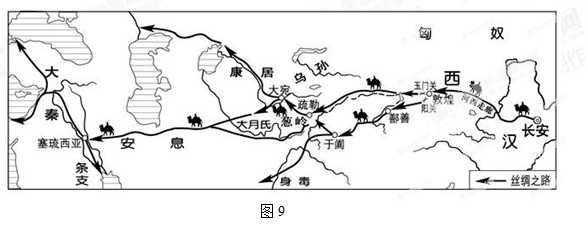 匈 奴
大
秦
康 居
乌孙
大宛
疏勒
葱岭
大月氏
西
玉门关
敦煌
阳关
河西走廊
鄯善
长安
于阗
汉
塞琉西亚
安 息
条
支
身 毒
丝绸之路
图 9